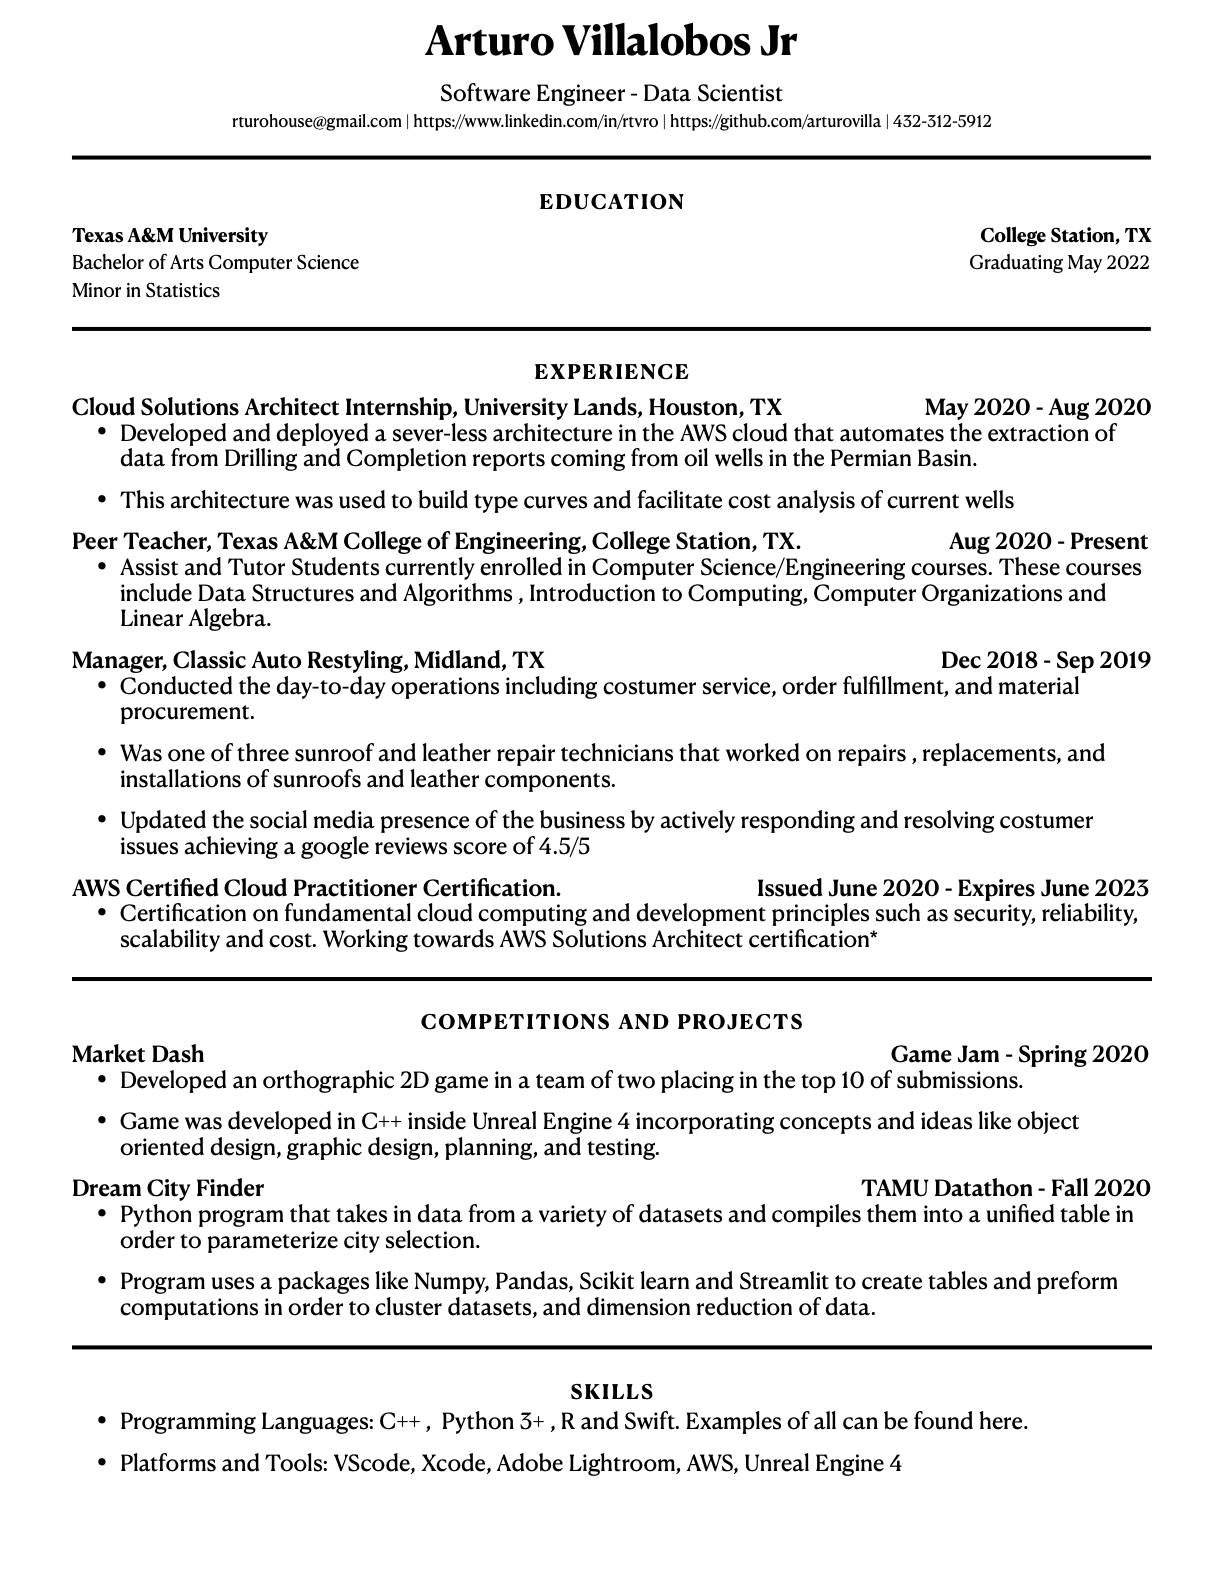 Arturo Villalobos Jr
Software Engineer - Data Scientist
rturohouse@gmail.com | https://www.linkedin.com/in/rtvro | https://github.com/arturovilla | 432-312-5912
EDUCATION
Texas A&M University College Station, TX
Bachelor of Arts Computer Science Graduating May 2022
Minor in Statistics
EXPERIENCE
Cloud Solutions Architect Internship, University Lands, Houston, TX May 2020 - Aug 2020
• Developed and deployed a sever-less architecture in the AWS cloud that automates the extraction of
data from Drilling and Completion reports coming from oil wells in the Permian Basin.
• This architecture was used to build type curves and facilitate cost analysis of current wells
Peer Teacher, Texas A&M College of Engineering, College Station, TX. Aug 2020 - Present
• Assist and Tutor Students currently enrolled in Computer Science/Engineering courses. These courses
include Data Structures and Algorithms , Introduction to Computing, Computer Organizations and
Linear Algebra.
Manager, Classic Auto Restyling, Midland, TX Dec 2018 - Sep 2019
• Conducted the day-to-day operations including costumer service, order fulfillment, and material
procurement.
• Was one of three sunroof and leather repair technicians that worked on repairs , replacements, and
installations of sunroofs and leather components.
• Updated the social media presence of the business by actively responding and resolving costumer
issues achieving a google reviews score of 4.5/5
AWS Certified Cloud Practitioner Certification. Issued June 2020 - Expires June 2023
• Certification on fundamental cloud computing and development principles such as security, reliability,
scalability and cost. Working towards AWS Solutions Architect certification*
COMPETITIONS AND PROJECTS
Market Dash Game Jam - Spring 2020
• Developed an orthographic 2D game in a team of two placing in the top 10 of submissions.
• Game was developed in C++ inside Unreal Engine 4 incorporating concepts and ideas like object
oriented design, graphic design, planning, and testing.
Dream City Finder TAMU Datathon - Fall 2020
• Python program that takes in data from a variety of datasets and compiles them into a unified table in
order to parameterize city selection.
• Program uses a packages like Numpy, Pandas, Scikit learn and Streamlit to create tables and preform
computations in order to cluster datasets, and dimension reduction of data.
SKILLS
• Programming Languages: C++ , Python 3+ , R and Swift. Examples of all can be found here.
• Platforms and Tools: VScode, Xcode, Adobe Lightroom, AWS, Unreal Engine 4